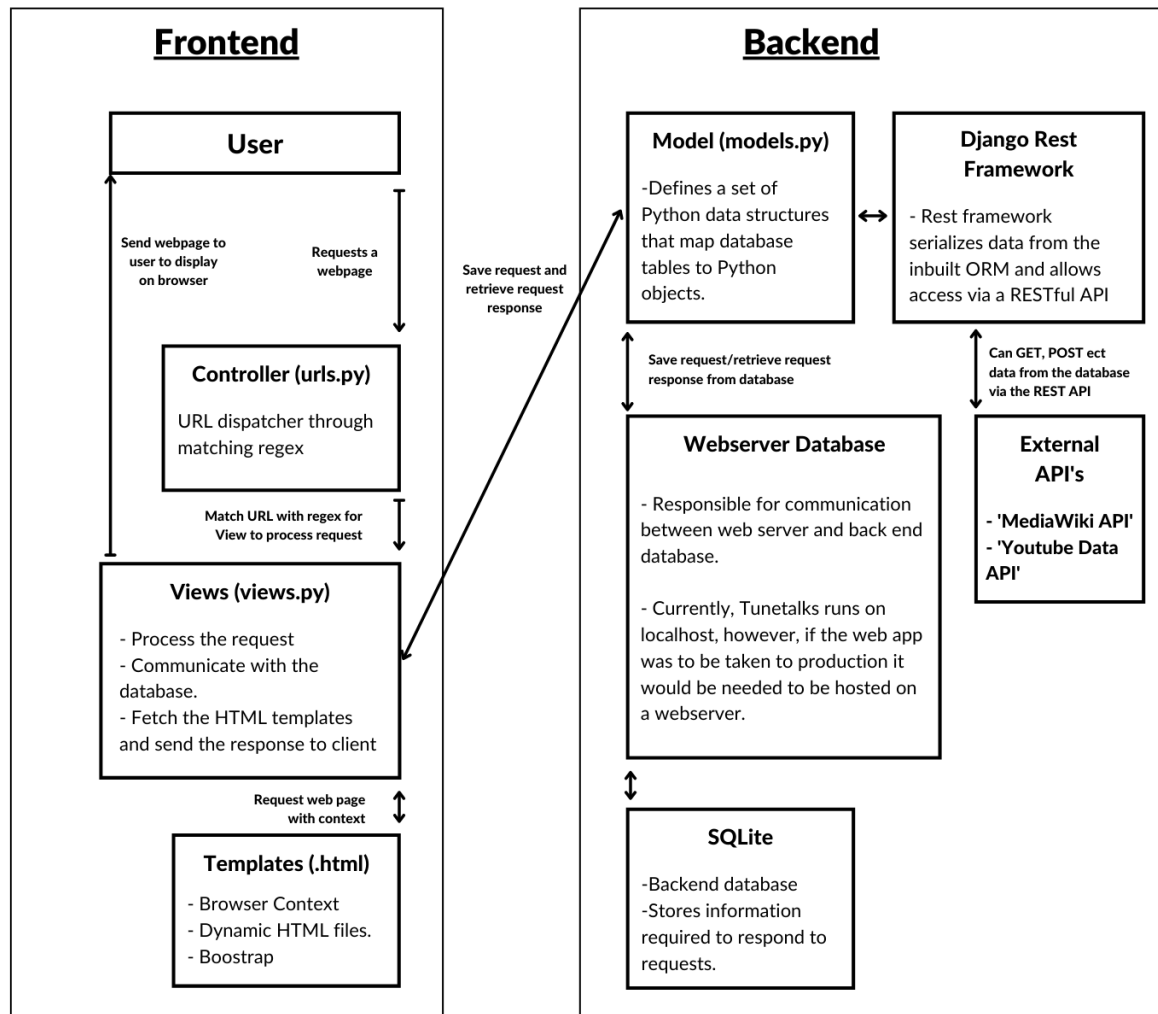 Frontend
User
Send webpage to
user to display
on browser
Requests a
webpage
Controller (urls.py)
URL dispatcher through
matching regex
Match URL with regex for
View to process request
Views (views.py)
- Process the request
- Communicate with the
database.
- Fetch the HTML templates
and send the response to client
Request web page
with context
Templates (.html)
- Browser Context
- Dynamic HTML files.
- Boostrap
Save request and
retrieve request
response
Backend
Model (models.py)
-Defines a set of
Python data structures
that map database
tables to Python
objects.
Django Rest
Framework
- Rest framework
serializes data from the
inbuilt ORM and allows
access via a RESTful API
Save request/retrieve request
response from database
Can GET, POST ect
data from the database
via the REST API
Webserver Database
- Responsible for communication
between web server and back end
database.
- Currently, Tunetalks runs on
localhost, however, if the web app
was to be taken to production it
would be needed to be hosted on
a webserver.
External
API's
- 'MediaWiki API'
- 'Youtube Data
API'
SQLite
-Backend database
-Stores information
required to respond to
requests.